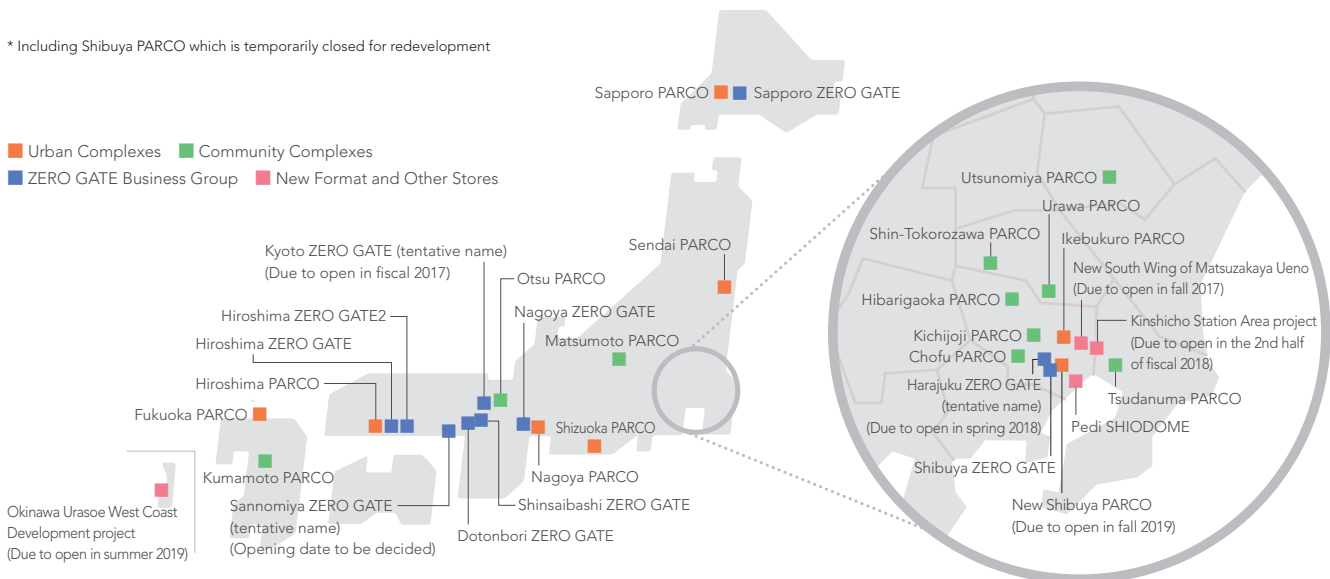 * Including Shibuya PARCO which is temporarily closed for redevelopment
Sapporo PARCO
Sapporo ZERO GATE
Urban Complexes
Community Complexes
ZERO GATE Business Group
New Format and Other Stores
Sendai PARCO
Kyoto ZERO GATE (tentative name)
(Due to open in fiscal 2017)
Otsu PARCO
Nagoya ZERO GATE
Hiroshima ZERO GATE2
Matsumoto PARCO
Hiroshima ZERO GATE
Hiroshima PARCO
Fukuoka PARCO
Shizuoka PARCO
Kumamoto PARCO
Nagoya PARCO
Sannomiya ZERO GATE
(tentative name)
(Opening date to be decided)
Shinsaibashi ZERO GATE
Dotonbori ZERO GATE
Okinawa Urasoe West Coast
Development project
(Due to open in summer 2019)
Utsunomiya PARCO
Urawa PARCO
Shin-Tokorozawa PARCO
Ikebukuro PARCO
New South Wing of Matsuzakaya Ueno
(Due to open in fall 2017)
Hibarigaoka PARCO
Kinshicho Station Area project
(Due to open in the 2nd half
of fiscal 2018)
Kichijoji PARCO
Chofu PARCO
Harajuku ZERO GATE
(tentative name)
(Due to open in spring 2018)
Tsudanuma PARCO
Pedi SHIODOME
Shibuya ZERO GATE
New Shibuya PARCO
(Due to open in fall 2019)